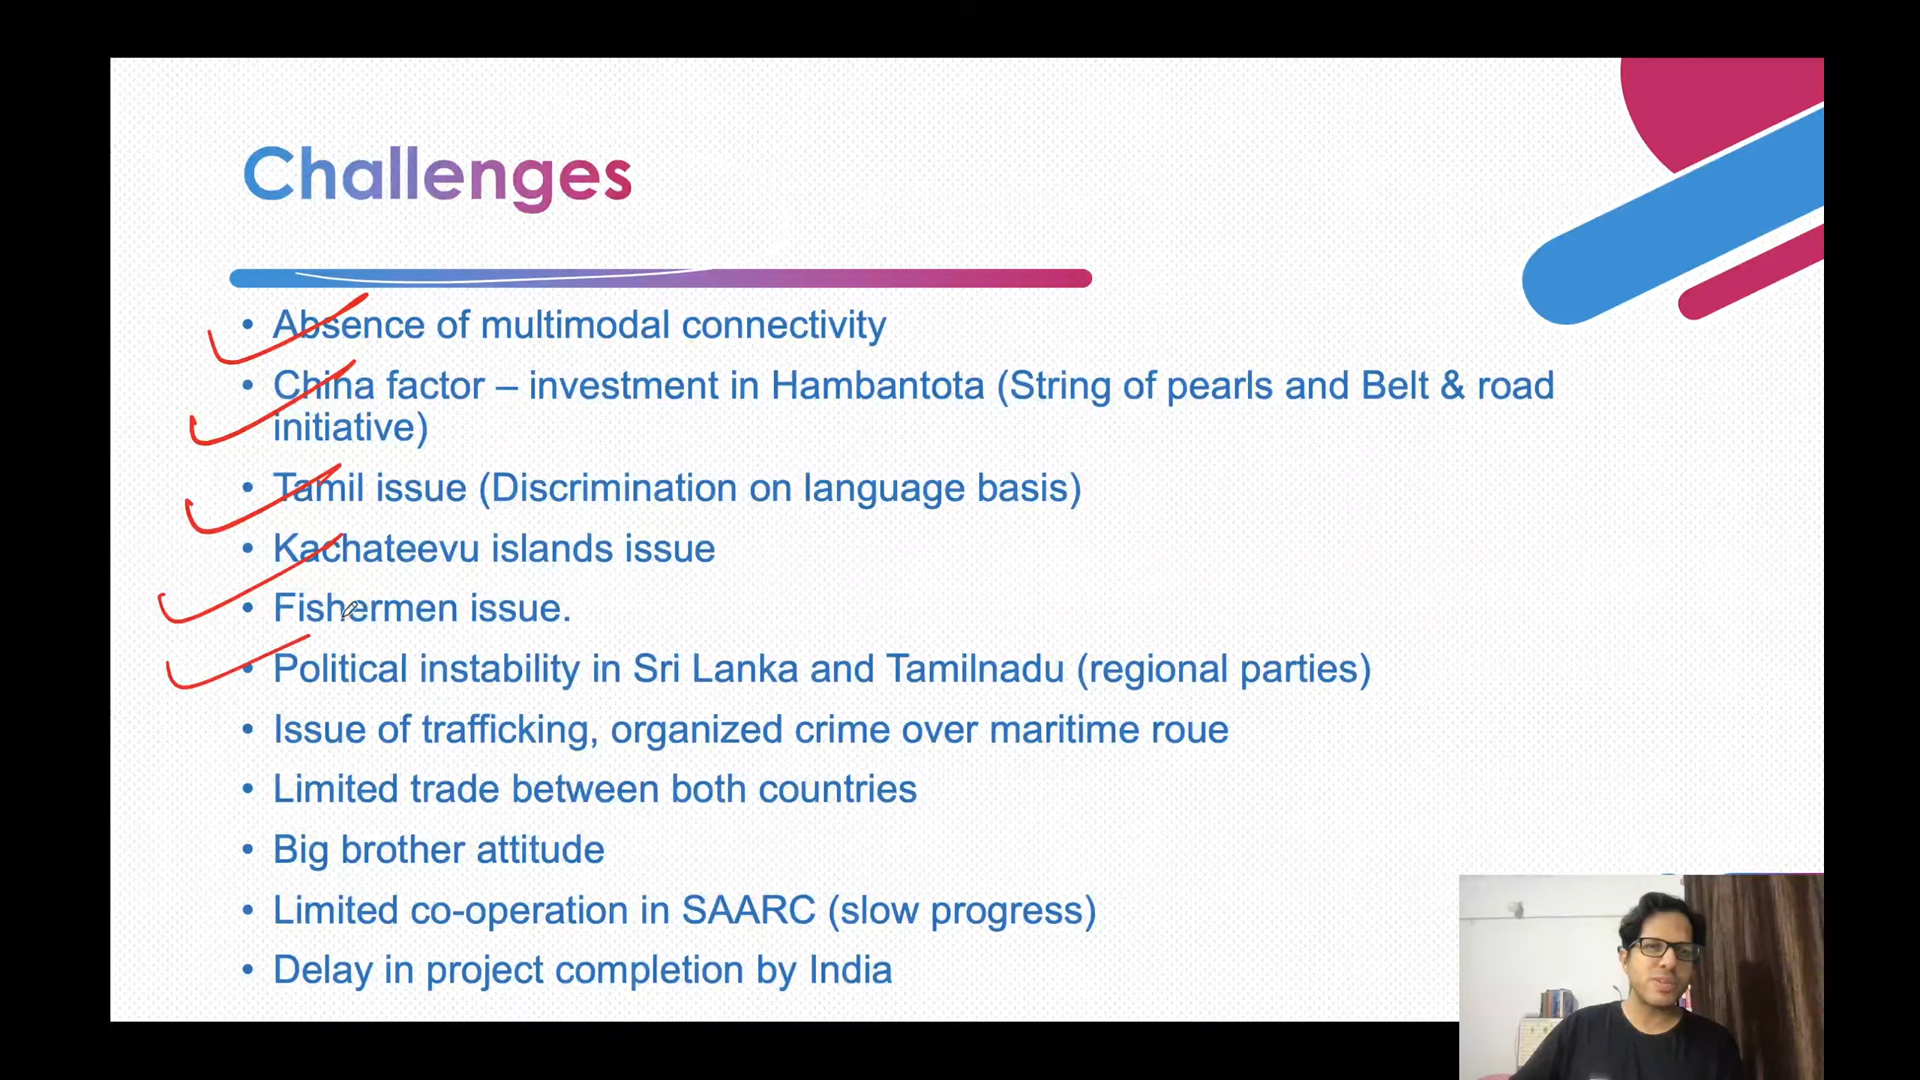 Challenges
• Absence of multimodal connectivity
• China factor – investment in Hambantota (String of pearls and Belt & road
initiative)
• Tamil issue (Discrimination on language basis)
• Kachateevu islands issue
• Fishermen issue.
• Political instability in Sri Lanka and Tamilnadu (regional parties)
• Issue of trafficking, organized crime over maritime roue
• Limited trade between both countries
• Big brother attitude
• Limited co-operation in SAARC (slow progress)
• Delay in project completion by India